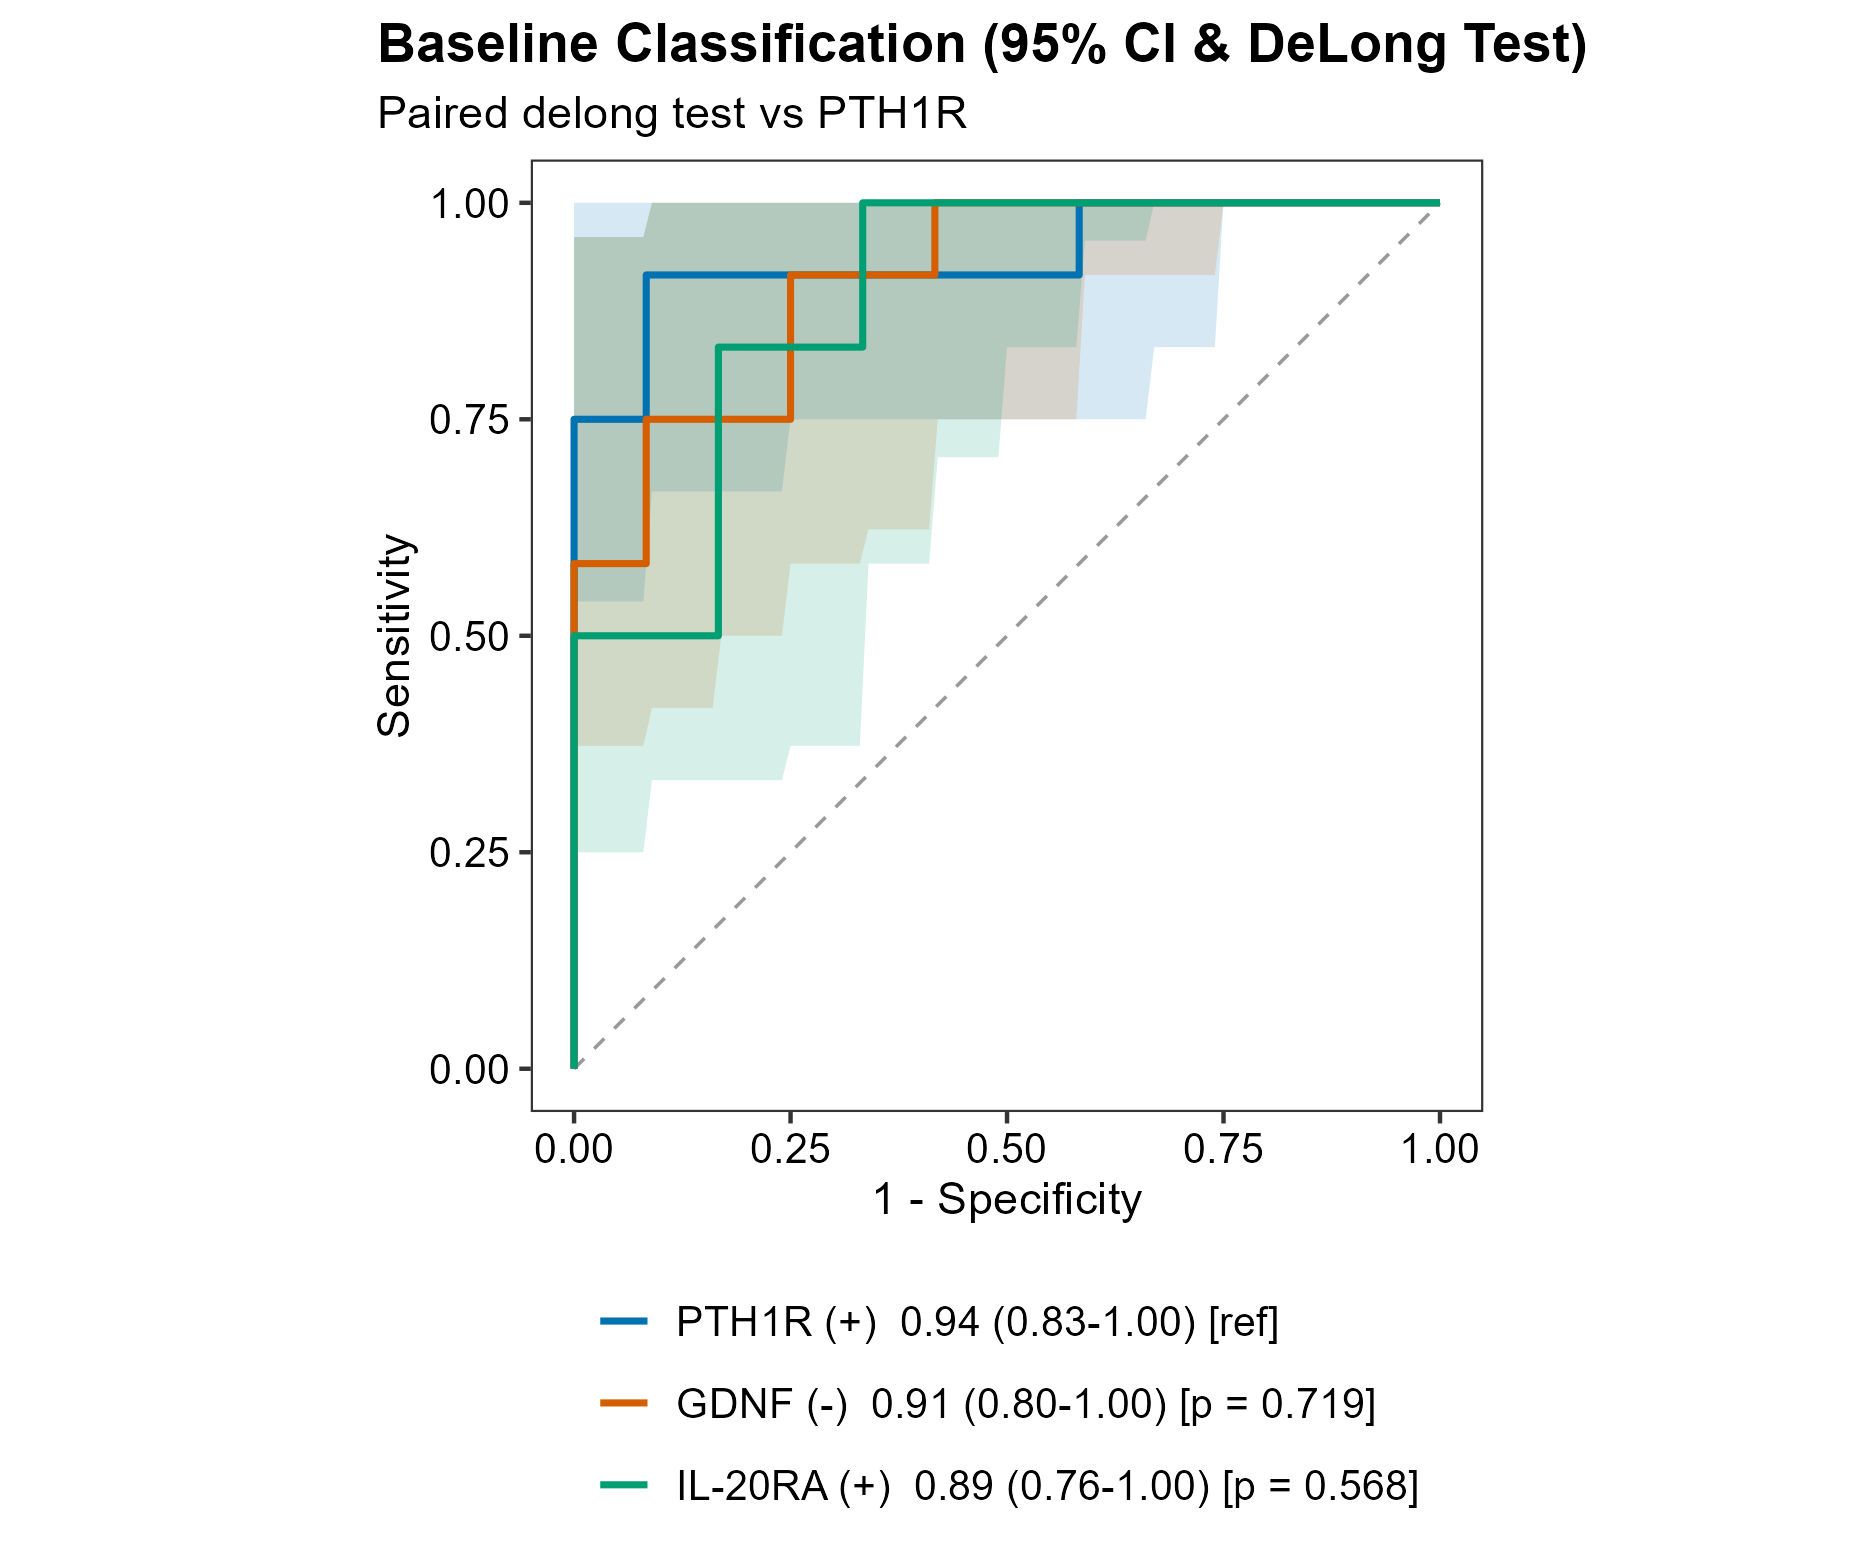 Baseline Classification (95% CI & DeLong Test)
Paired delong test vs PTH1R
Sensitivity
1.00
0.75
0.50
0.25
0.00
0.00 0.25 0.50 0.75 1.00
1 - Specificity
PTH1R (+) 0.94 (0.83-1.00) [ref]
GDNF (-) 0.91 (0.80-1.00) [p = 0.719]
IL-20RA (+) 0.89 (0.76-1.00) [p = 0.568]